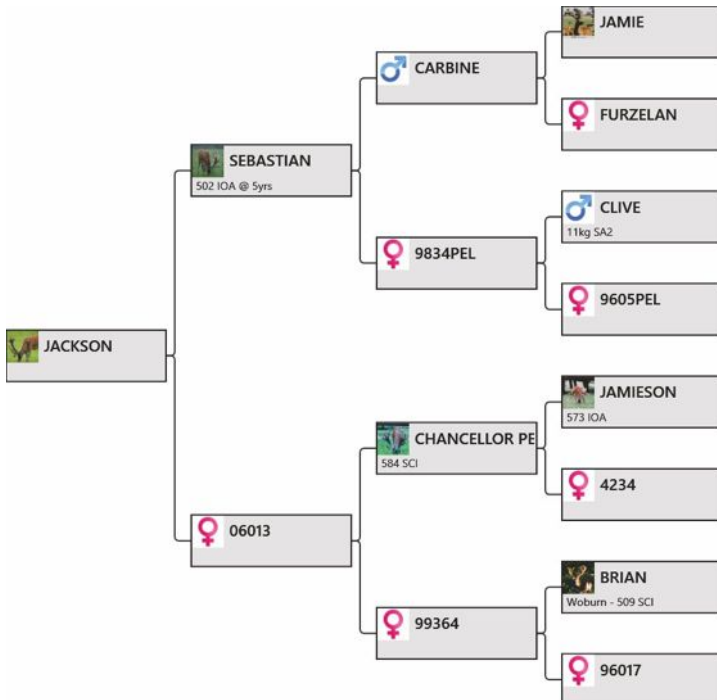 JAMIE
CARBINE
FURZELAN
SEBASTIAN
502 IOA @ 5yrs
CLIVE
11kg SA2
9834PEL
9605PEL
JACKSON
JAMIESON
573 IOA
CHANCELLOR PE
584 SCI
4234
06013
BRIAN
Woburn - 509 SCI
99364
96017